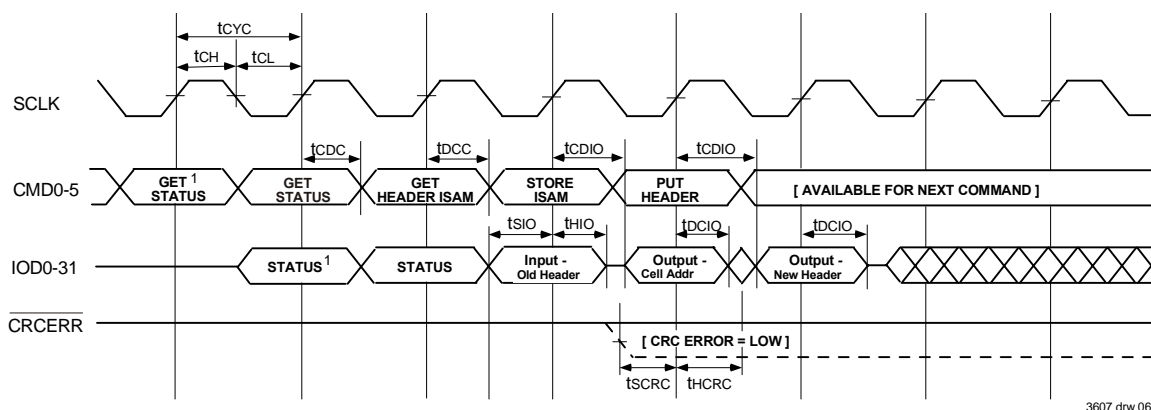 tCYC
tCH tCL
SCLK
tCDC tDCC tCDIO tCDIO
CMD0-5
GET 1 STATUS
GET STATUS
GET HEADER ISAM
STORE ISAM
PUT HEADER
[ AVAILABLE FOR NEXT COMMAND ]
tSIO tHIO tDCIO tDCIO
IOD0-31
STATUS 1
STATUS
Input - Old Header
Output - Cell Addr
Output - New Header
CRCERR
[ CRC ERROR = LOW ]
tSCRC tHCRC
3607 drw 06